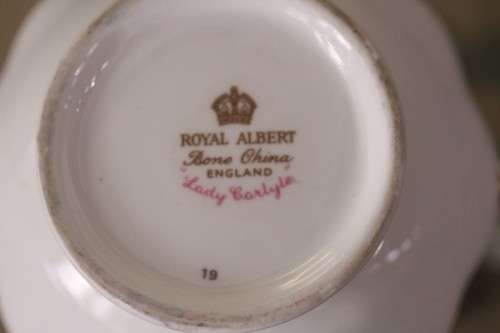 ROYAL ALBERT
Bone China
ENGLAND
"Lady Carlyle"
19